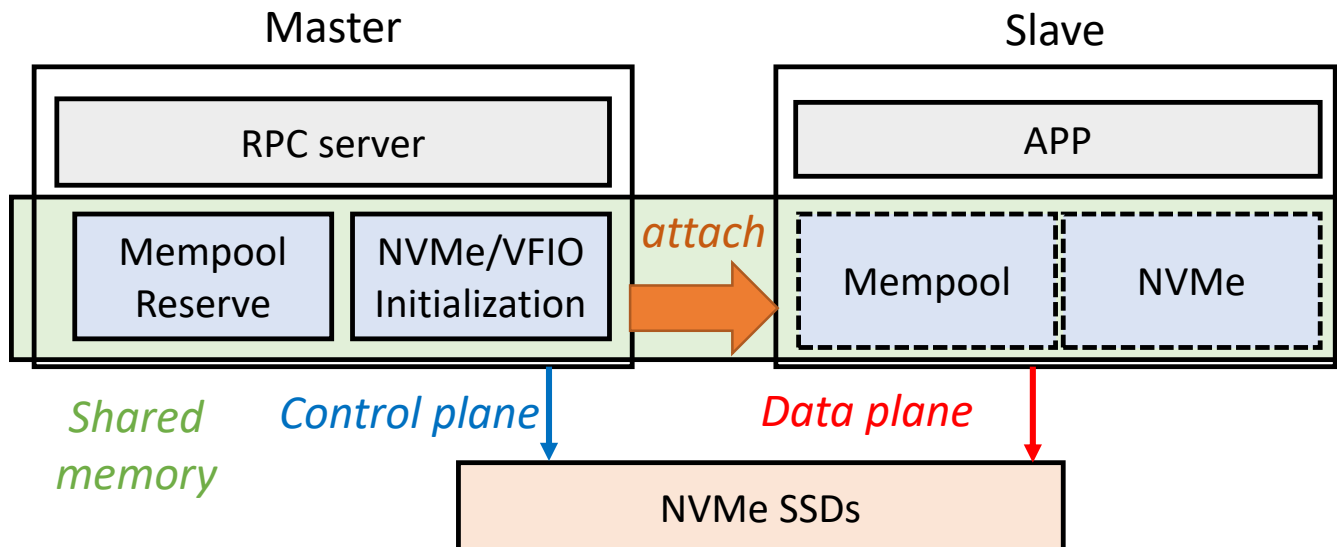 Master
Slave
RPC server
APP
Mempool
Reserve
NVMe/VFIO
Initialization
attach
Mempool
NVMe
Shared
memory
Control plane
Data plane
NVMe SSDs